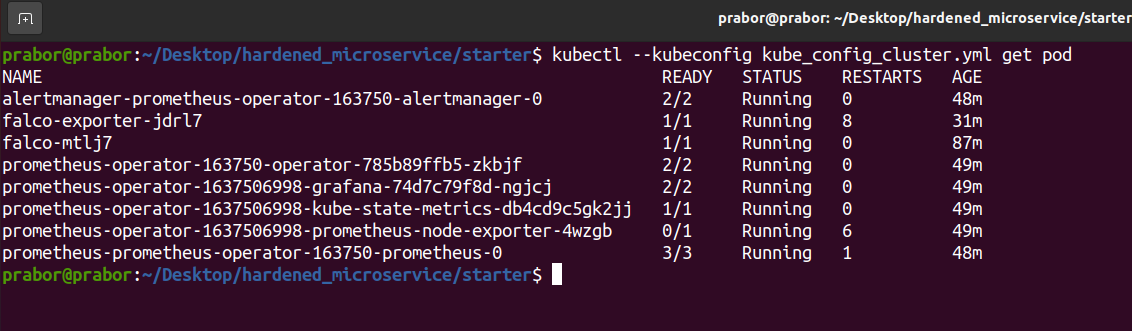 prabor@prabor: ~/Desktop/hardened_microservice/starter
prabor@prabor:~/Desktop/hardened_microservice/starter$ kubectl --kubeconfig kube_config_cluster.yml get pod
NAME READY STATUS RESTARTS AGE
alertmanager-prometheus-operator-163750-alertmanager-0 2/2 Running 0 48m
falco-exporter-jdrl7 1/1 Running 8 31m
falco-mtlj7 1/1 Running 0 87m
prometheus-operator-163750-operator-785b89ffb5-zkbjf 2/2 Running 0 49m
prometheus-operator-1637506998-grafana-74d7c79f8d-ngjcj 2/2 Running 0 49m
prometheus-operator-1637506998-kube-state-metrics-db4cd9c5gk2jj 1/1 Running 0 49m
prometheus-operator-1637506998-prometheus-node-exporter-4wzgb 0/1 Running 6 49m
prometheus-prometheus-operator-163750-prometheus-0 3/3 Running 1 48m
prabor@prabor:~/Desktop/hardened_microservice/starter$